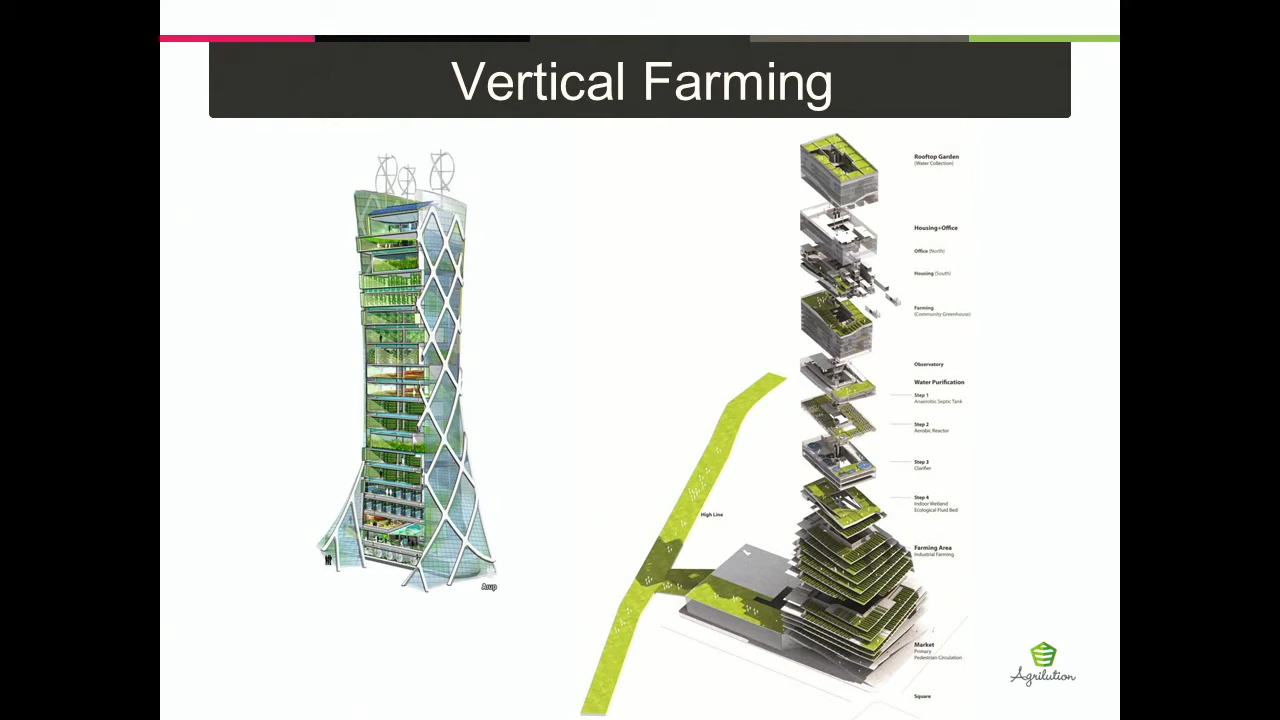 Vertical Farming
Arup
Rooftop Garden
(Water Collection)
Housing+Office
Office (North)
Housing (South)
Farming
(Community Greenhouse)
Observatory
Water Purification
Step 1
Anaerobic Septic Tank
Step 2
Aerobic Reactor
Step 3
Clarifier
Step 4
Indoor Wetland
Ecological Fluid Bed
High Line
Farming Area
Industrial Farming
Market
Primary
Pedestrian Circulation
Square
Agrilution